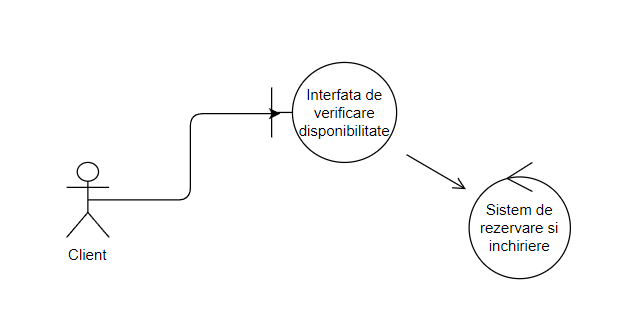 Interfata de
verificare
disponibilitate
Sistem de
rezervare si
inchiriere
Client